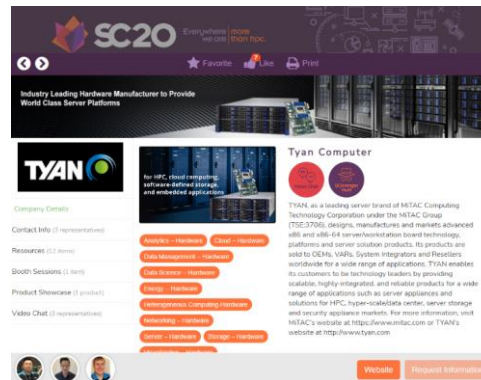 SC20 Everywhere more
we are than hpc.
Favorite 7 Like Print
Industry Leading Hardware Manufacturer to Provide
World Class Server Platforms
TYAN
Company Details
Contact Info (3 representatives)
Resources (12 items)
Booth Sessions (1 item)
Product Showcase (1 product)
Video Chat (3 representatives)
for HPC, cloud computing,
software-defined storage,
and embedded applications
Analytics – Hardware Cloud – Hardware
Data Management – Hardware
Data Science – Hardware
Energy – Hardware
Heterogeneous Computing Hardware
Networking – Hardware
Server – Hardware Storage – Hardware
Tyan Computer
Video Chat
TYAN, as a leading server brand of MiTAC Computing
Technology Corporation under the MiTAC Group
(TSE:3706), designs, manufactures and markets advanced
x86 and x86-64 server/workstation board technology,
platforms and server solution products. Its products are
sold to OEMs, VARs, System Integrators and Resellers
worldwide for a wide range of applications. TYAN enables
its customers to be technology leaders by providing
scalable, highly-integrated, and reliable products for a wide
range of applications such as server appliances and
solutions for HPC, hyper-scale/data center, server storage
and security appliance markets. For more information, visit
MiTAC's website at https://www.mitac.com or TYAN's
website at http://www.tyan.com
Website Request Information